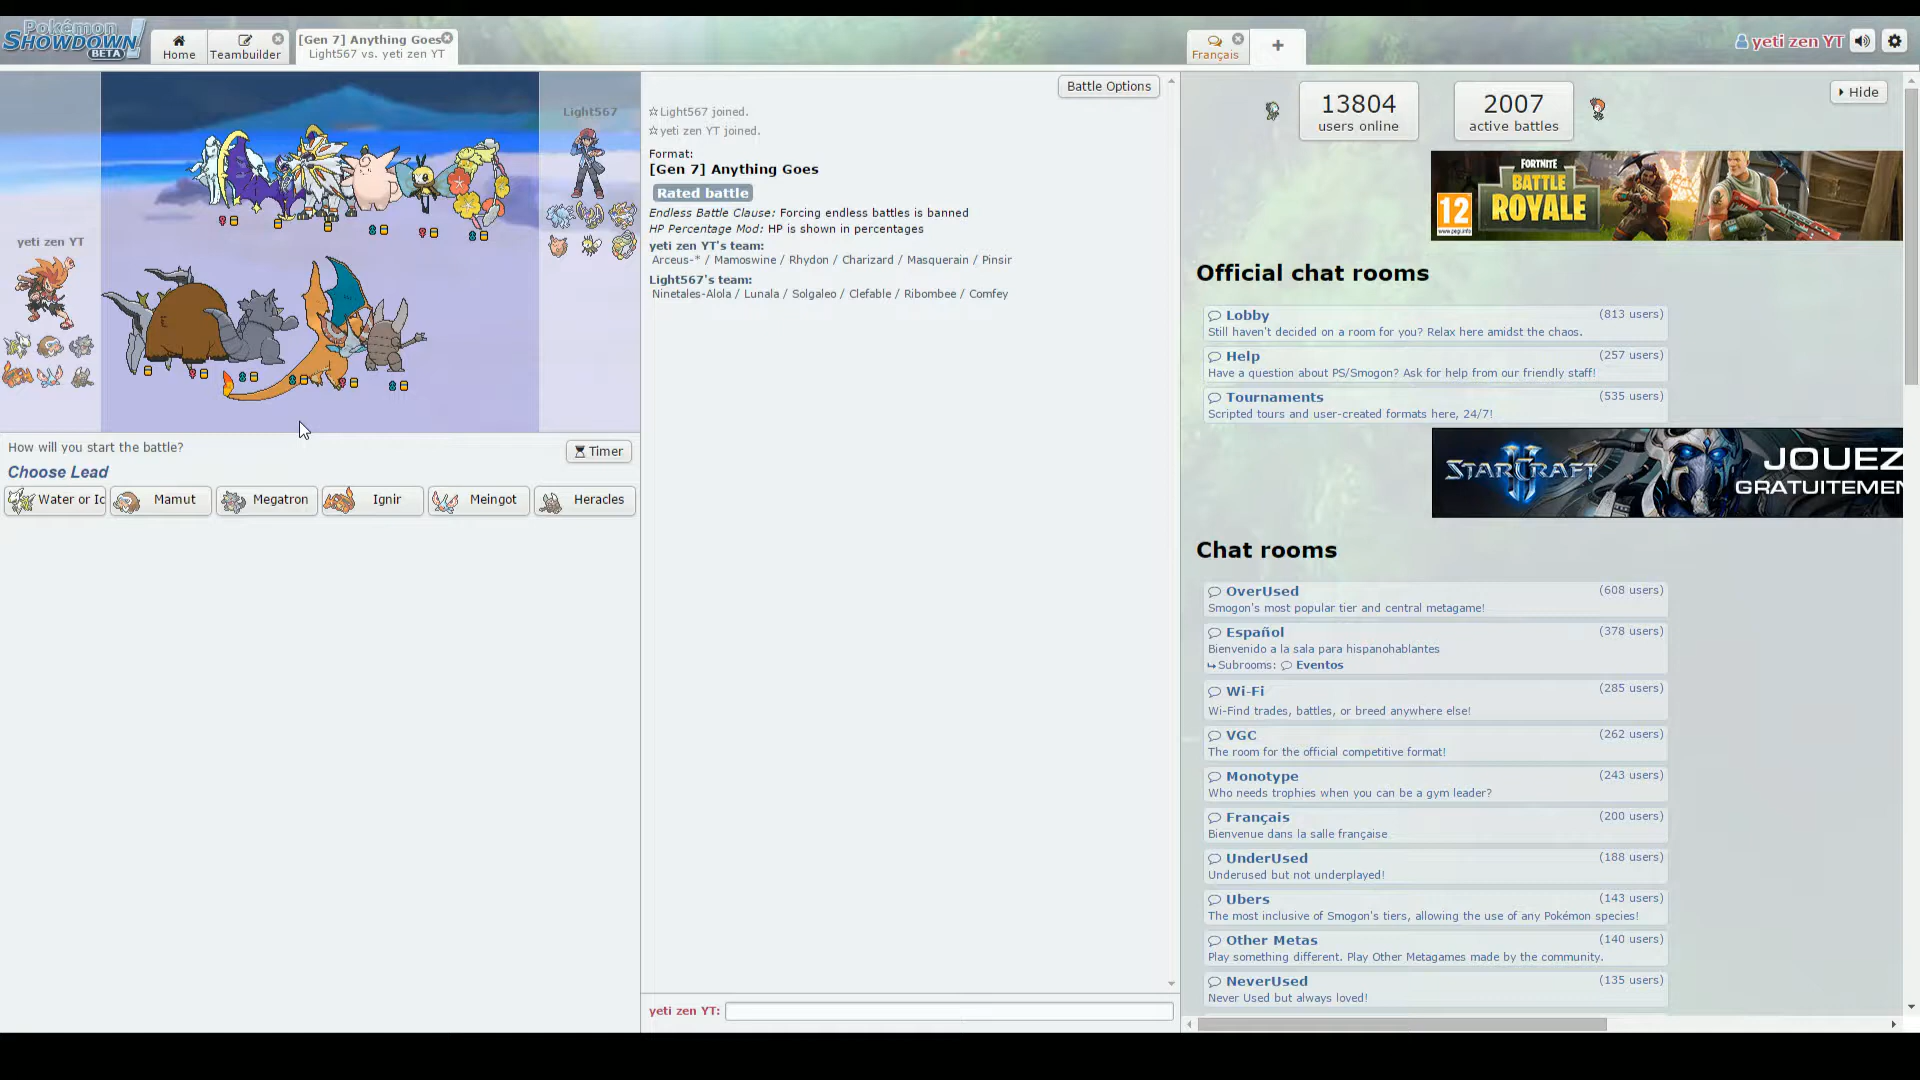 Pokémon
SHOWDOWN!
BETA
Home
Teambuilder
[Gen 7] Anything Goes
Light567 vs. yeti zen YT
Français
yeti zen YT
Light567
yeti zen YT
How will you start the battle?
Timer
Choose Lead
Water or Ic
Mamut
Megatron
Ignir
Meingot
Heracles
Battle Options
☆Light567 joined.
☆yeti zen YT joined.
Format:
[Gen 7] Anything Goes
Rated battle
Endless Battle Clause: Forcing endless battles is banned
HP Percentage Mod: HP is shown in percentages
yeti zen YT's team:
Arceus-* / Mamoswine / Rhydon / Charizard / Masquerain / Pinsir
Light567's team:
Ninetales-Alola / Lunala / Solgaleo / Clefable / Ribombee / Comfey
yeti zen YT:
13804
users online
2007
active battles
Hide
12
www.pegi.info
FORTNITE
BATTLE
ROYALE
Official chat rooms
Lobby (813 users)
Still haven't decided on a room for you? Relax here amidst the chaos.
Help (257 users)
Have a question about PS/Smogon? Ask for help from our friendly staff!
Tournaments (535 users)
Scripted tours and user-created formats here, 24/7!
STARCRAFT
II
JOUEZ
GRATUITEMEN
Chat rooms
OverUsed (608 users)
Smogon's most popular tier and central metagame!
Español (378 users)
Bienvenido a la sala para hispanohablantes
↳Subrooms: Eventos
Wi-Fi (285 users)
Wi-Find trades, battles, or breed anywhere else!
VGC (262 users)
The room for the official competitive format!
Monotype (243 users)
Who needs trophies when you can be a gym leader?
Français (200 users)
Bienvenue dans la salle française
UnderUsed (188 users)
Underused but not underplayed!
Ubers (143 users)
The most inclusive of Smogon's tiers, allowing the use of any Pokémon species!
Other Metas (140 users)
Play something different. Play Other Metagames made by the community.
NeverUsed (135 users)
Never Used but always loved!